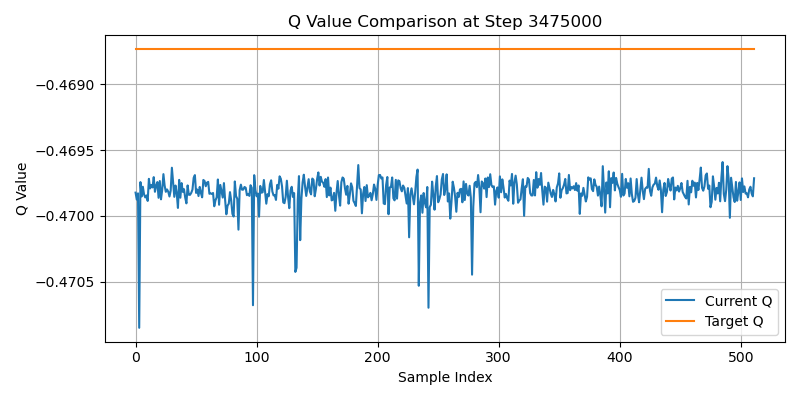 Q Value Comparison at Step 3475000
−0.4690
−0.4695
−0.4700
−0.4705
Q Value
0 100 200 300 400 500
Sample Index
Current Q
Target Q